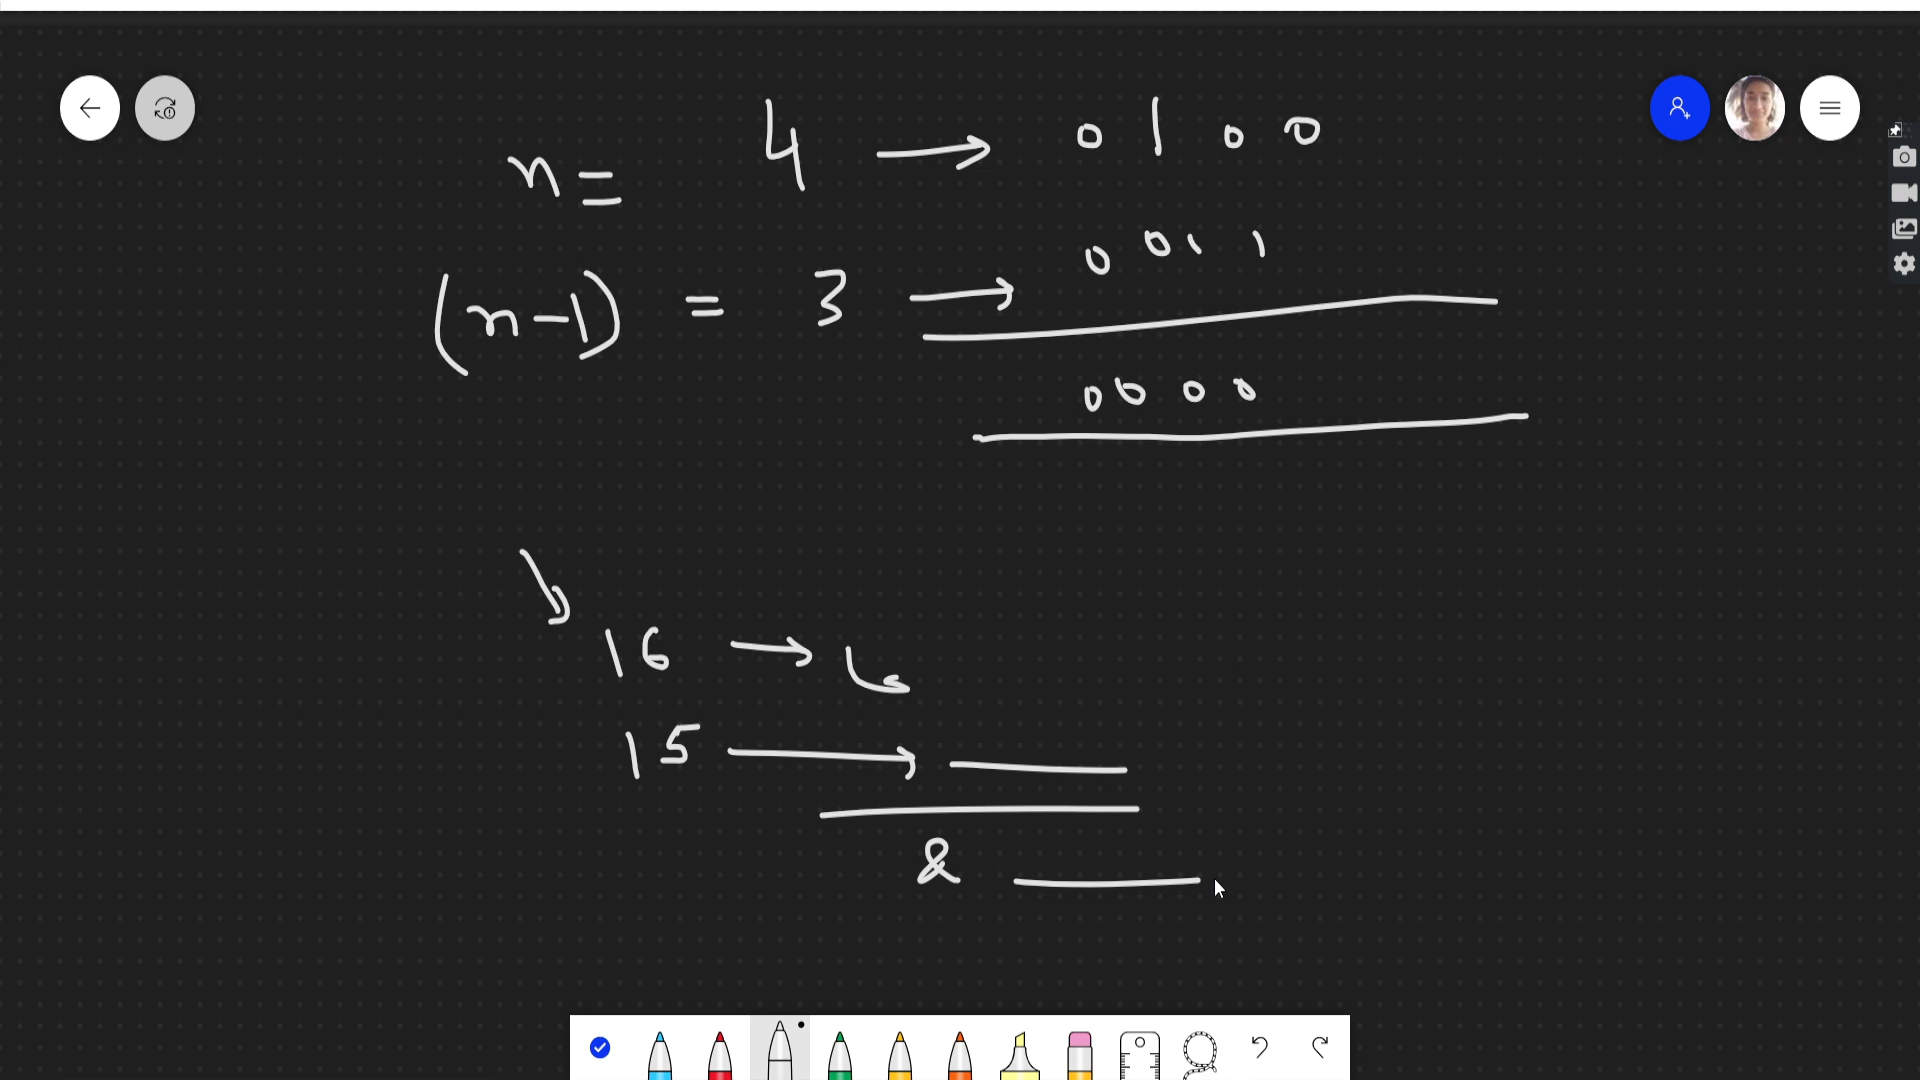 n = 4 → 0 1 0 0
(n-1) = 3 → 0 0 1 1
0 0 0 0
16 →
15 →
&